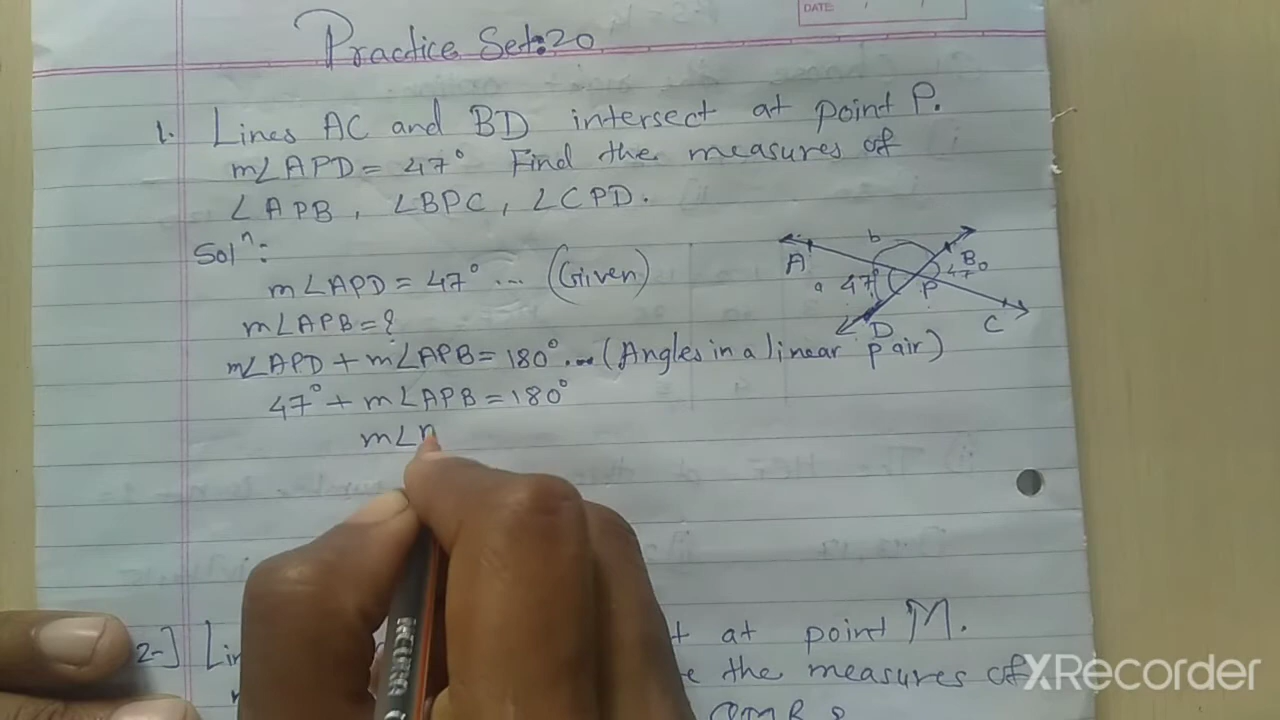 DATE:
Practice Set:20
1. Lines AC and BD intersect at point P.
m∠APD = 47° Find the measures of
∠APB, ∠BPC, ∠CPD.
Solⁿ:
m∠APD = 47° ... (Given)
m∠APB = ?
m∠APD + m∠APB = 180° ... (Angles in a linear pair)
47° + m∠APB = 180°
m∠
A
b
B
a
47°
47°
P
D
C
2-] Lin
at point M.
the measures of
XRecorder